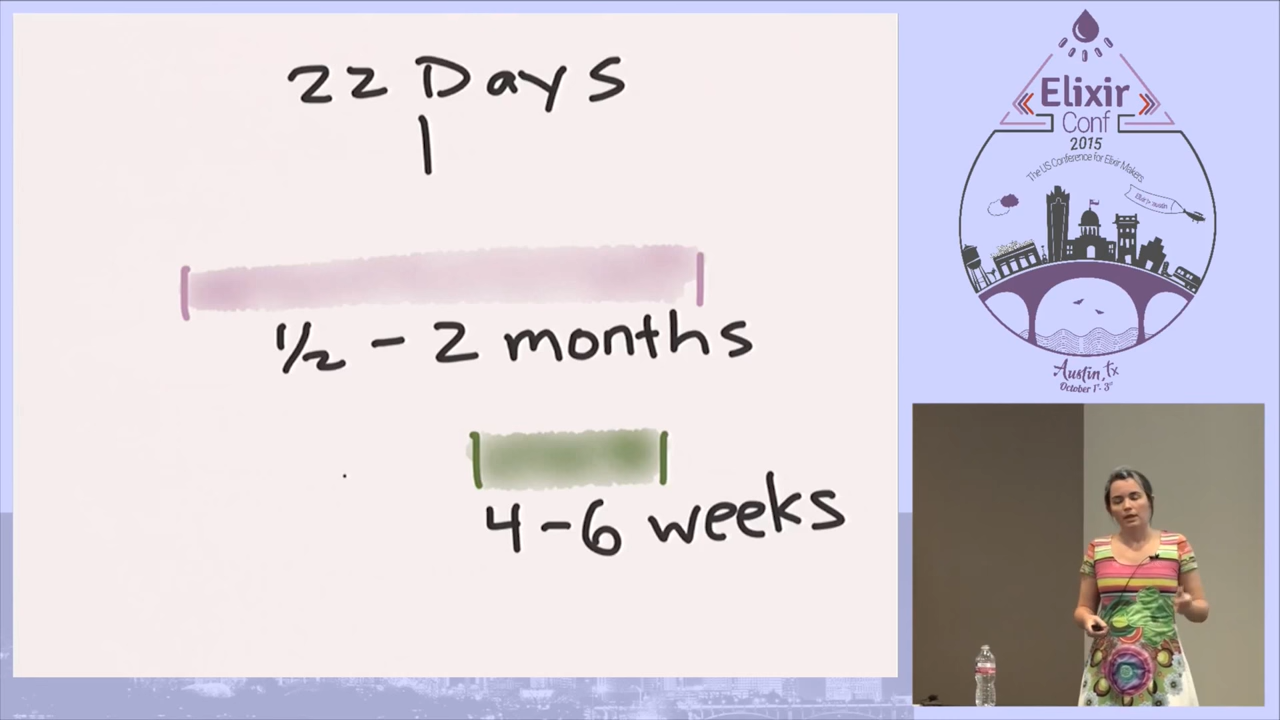 22 Days
½ - 2 months
4-6 weeks
Elixir
Conf
2015
The US Conference for Elixir Makers
Austin, TX
October 1st - 3rd